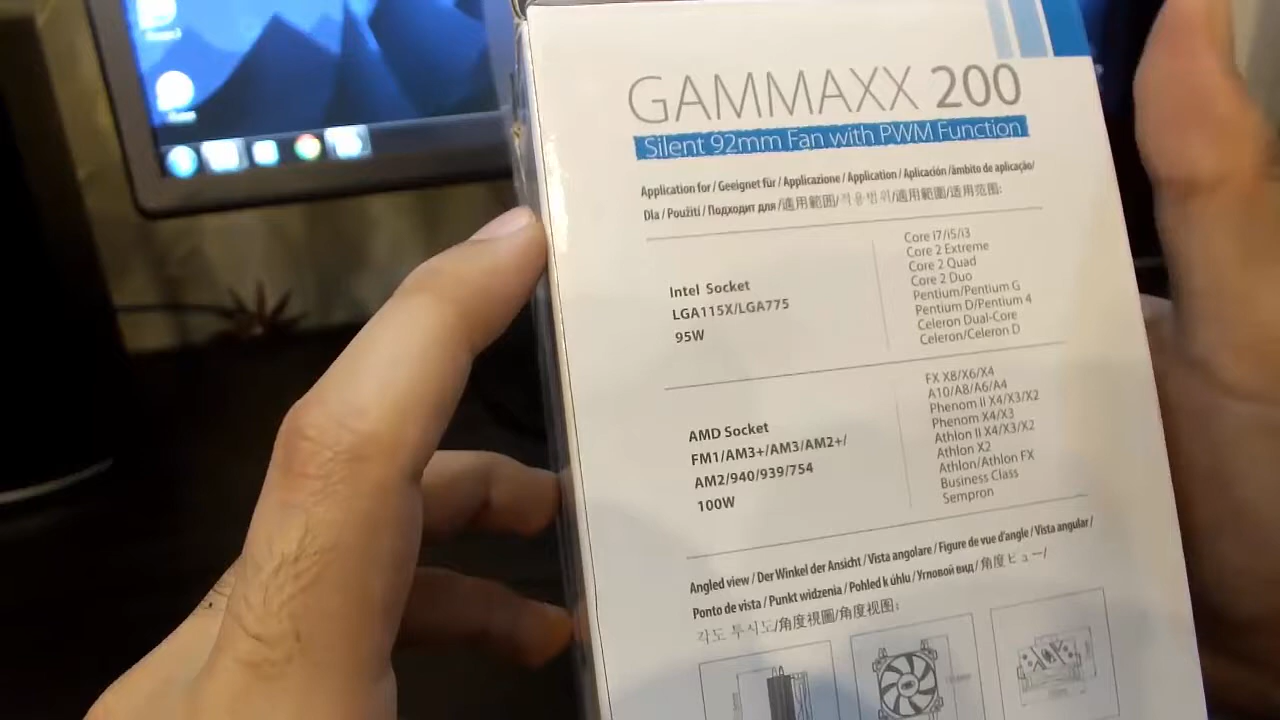 GAMMAXX 200
Silent 92mm Fan with PWM Function
Application for / Geeignet für / Applicazione / Application / Aplicación /âmbito de aplicação/
Dla / Použití / Подходит для /適用範囲/적용범위/適用範圍/适用范围:
Intel Socket
LGA115X/LGA775
95W
Core i7/i5/i3
Core 2 Extreme
Core 2 Quad
Core 2 Duo
Pentium/Pentium G
Pentium D/Pentium 4
Celeron Dual-Core
Celeron/Celeron D
AMD Socket
FM1/AM3+/AM3/AM2+/
AM2/940/939/754
100W
FX X8/X6/X4
A10/A8/A6/A4
Phenom II X4/X3/X2
Phenom X4/X3
Athlon II X4/X3/X2
Athlon X2
Athlon/Athlon FX
Business Class
Sempron
Angled view / Der Winkel der Ansicht / Vista angolare / Figure de vue d'angle / Vista angular /
Ponto de vista / Punkt widzenia / Pohled k úhlu / Угловой вид / 角度ビュー/
각도 투시도/角度視圖/角度视图: